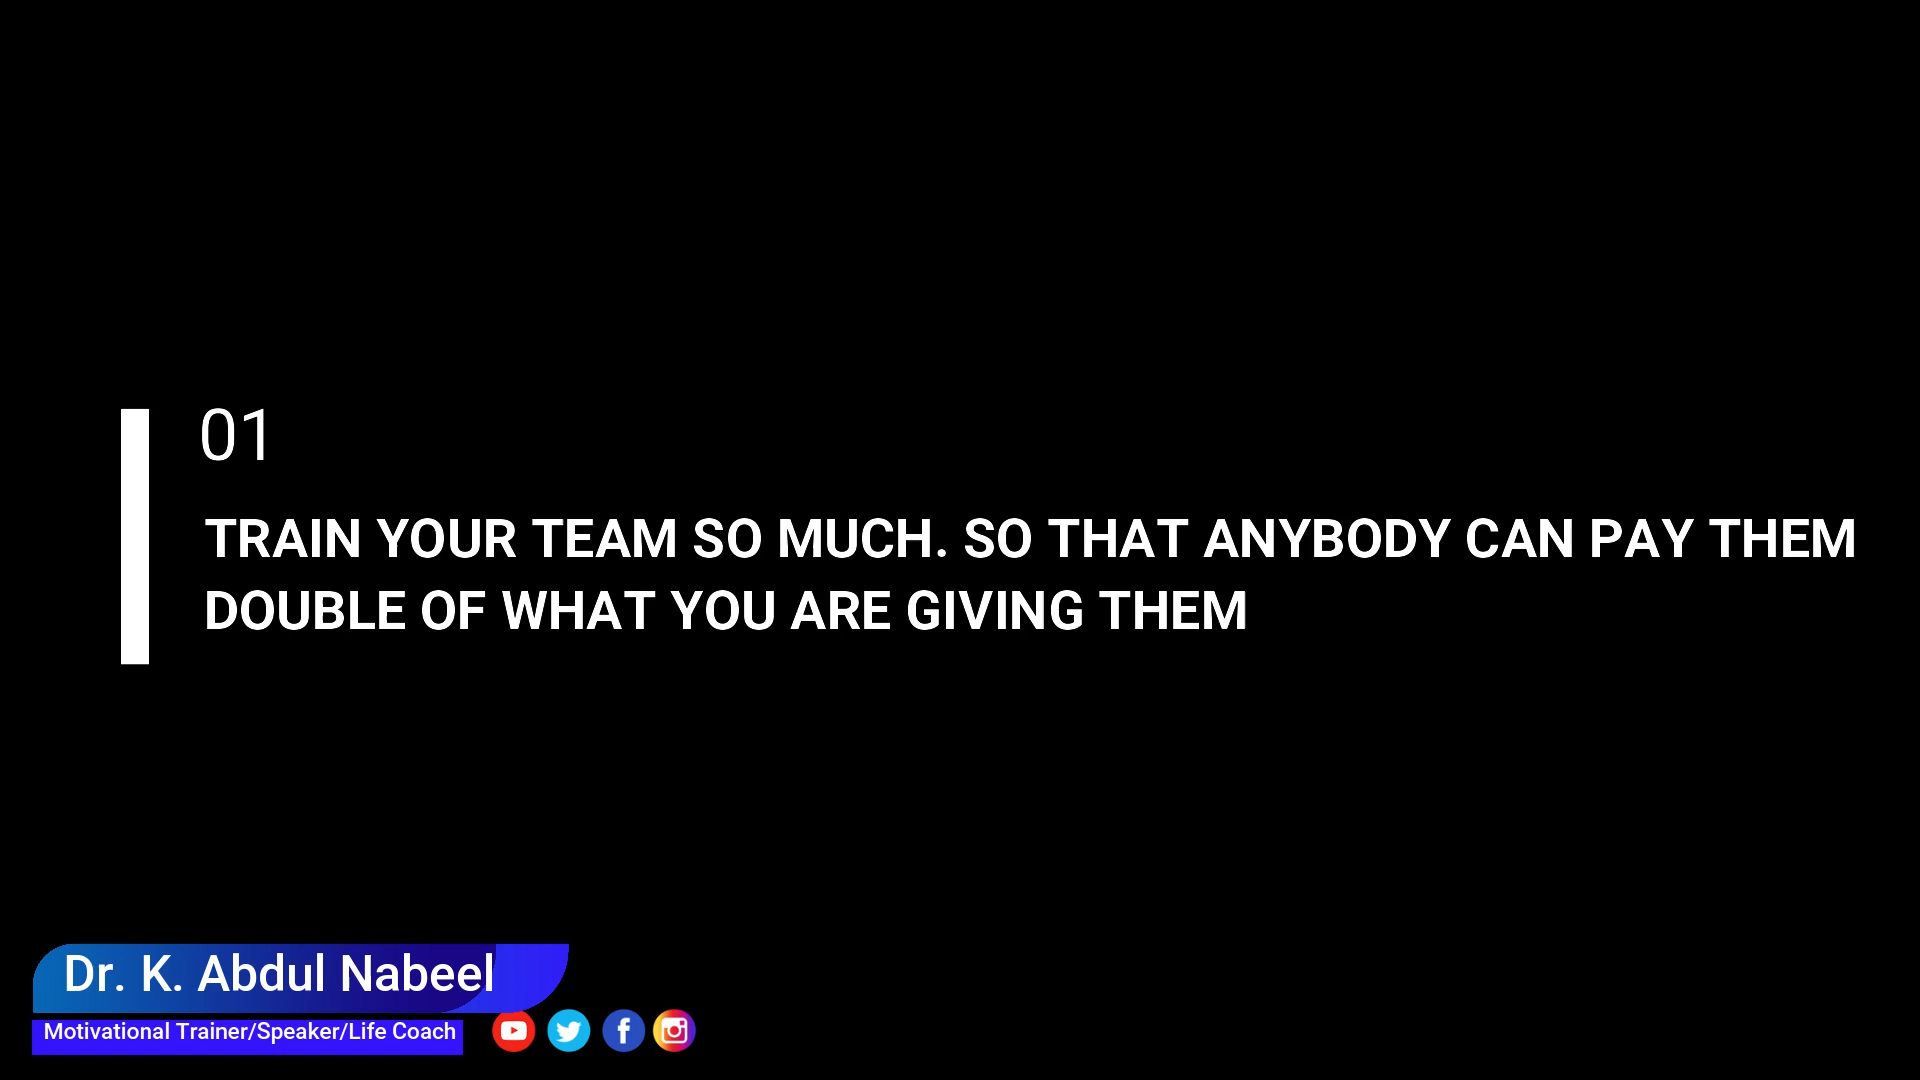 01
TRAIN YOUR TEAM SO MUCH. SO THAT ANYBODY CAN PAY THEM
DOUBLE OF WHAT YOU ARE GIVING THEM
Dr. K. Abdul Nabeel
Motivational Trainer/Speaker/Life Coach